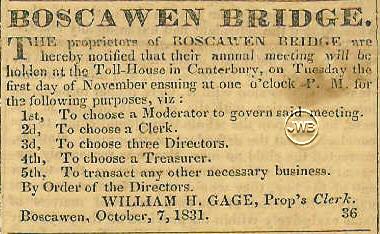 BOSCAWEN BRIDGE.
THE proprietors of BOSCAWEN BRIDGE are
hereby notified that their annual meeting will be
holden at the Toll-House in Canterbury, on Tuesday the
first day of November ensuing at one o'clock P. M. for
the following purposes, viz:
1st, To choose a Moderator to govern said meeting.
2d, To choose a Clerk.
JWB
3d, To choose three Directors.
4th, To choose a Treasurer.
5th, To transact any other necessary business.
By Order of the Directors.
WILLIAM H. GAGE, Prop's Clerk.
Boscawen, October, 7, 1831. 36